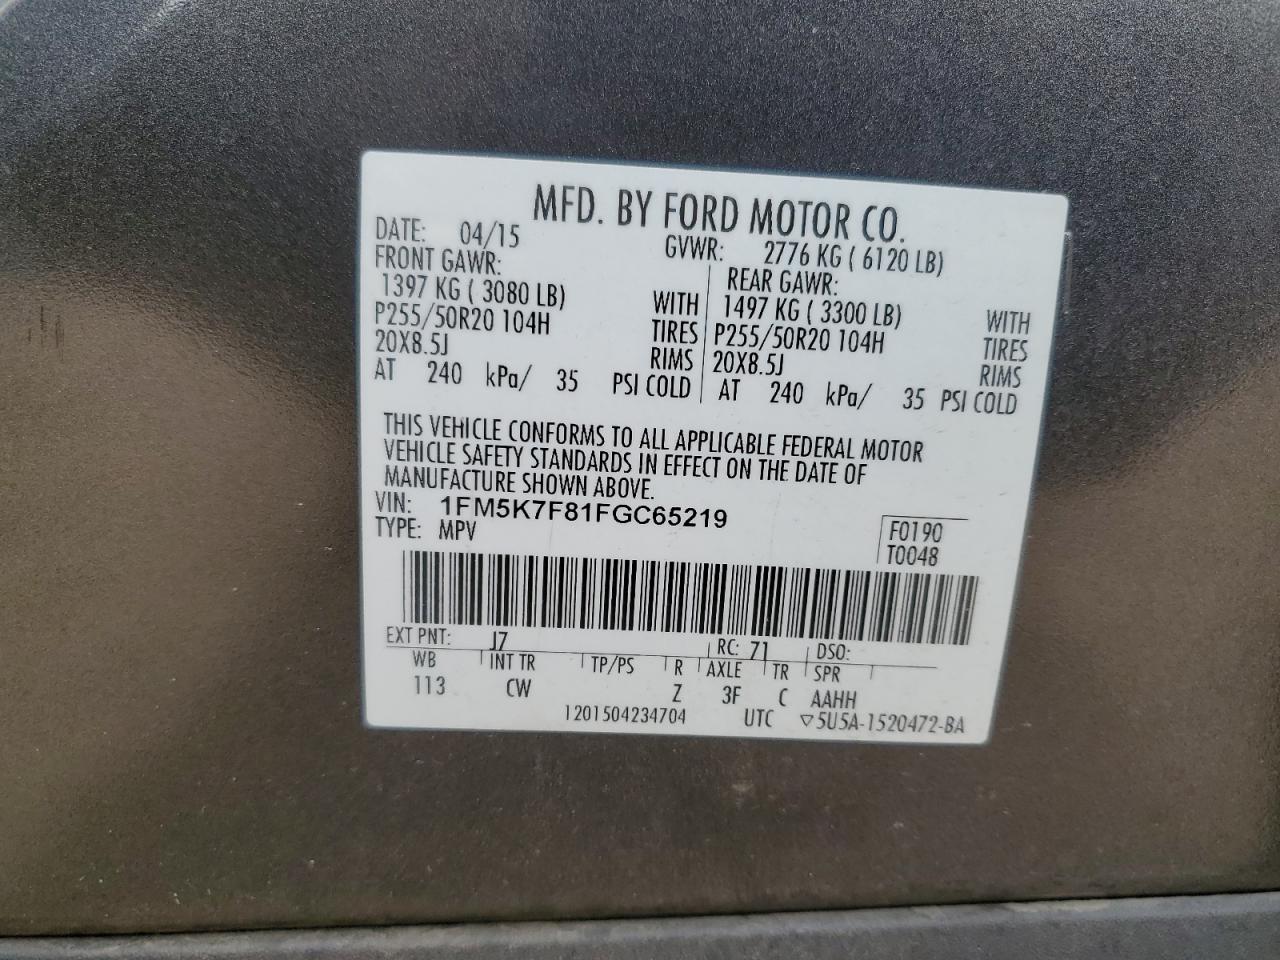 MFD. BY FORD MOTOR CO.
DATE: 04/15 GVWR: 2776 KG ( 6120 LB)
FRONT GAWR: REAR GAWR:
1397 KG ( 3080 LB) WITH 1497 KG ( 3300 LB) WITH
P255/50R20 104H TIRES P255/50R20 104H TIRES
20X8.5J RIMS 20X8.5J RIMS
AT 240 kPa/ 35 PSI COLD AT 240 kPa/ 35 PSI COLD
THIS VEHICLE CONFORMS TO ALL APPLICABLE FEDERAL MOTOR
VEHICLE SAFETY STANDARDS IN EFFECT ON THE DATE OF
MANUFACTURE SHOWN ABOVE.
VIN: 1FM5K7F81FGC65219
TYPE: MPV
F0190
T0048
EXT PNT: J7 RC: 71 DSO:
WB INT TR TP/PS R AXLE TR SPR
113 CW Z 3F C AAHH
1201504234704 UTC ▽5U5A-1520472-BA